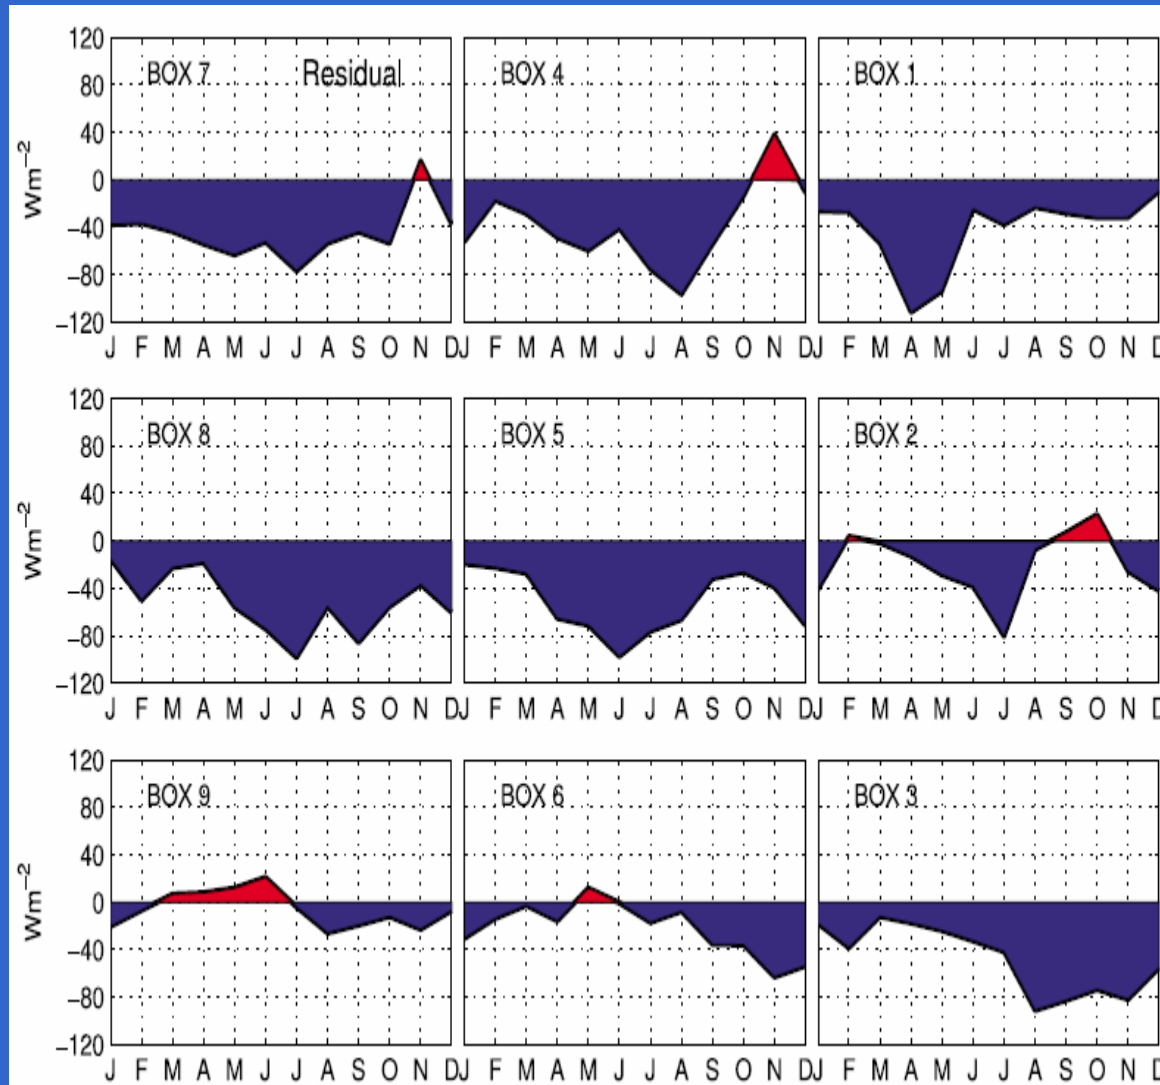 120
80
40
0
−40
−80
−120
Wm⁻²
BOX 7
Residual
J F M A M J J A S O N D
BOX 4
J F M A M J J A S O N D
BOX 1
J F M A M J J A S O N D
120
80
40
0
−40
−80
−120
Wm⁻²
BOX 8
J F M A M J J A S O N D
BOX 5
J F M A M J J A S O N D
BOX 2
J F M A M J J A S O N D
120
80
40
0
−40
−80
−120
Wm⁻²
BOX 9
J F M A M J J A S O N D
BOX 6
J F M A M J J A S O N D
BOX 3
J F M A M J J A S O N D